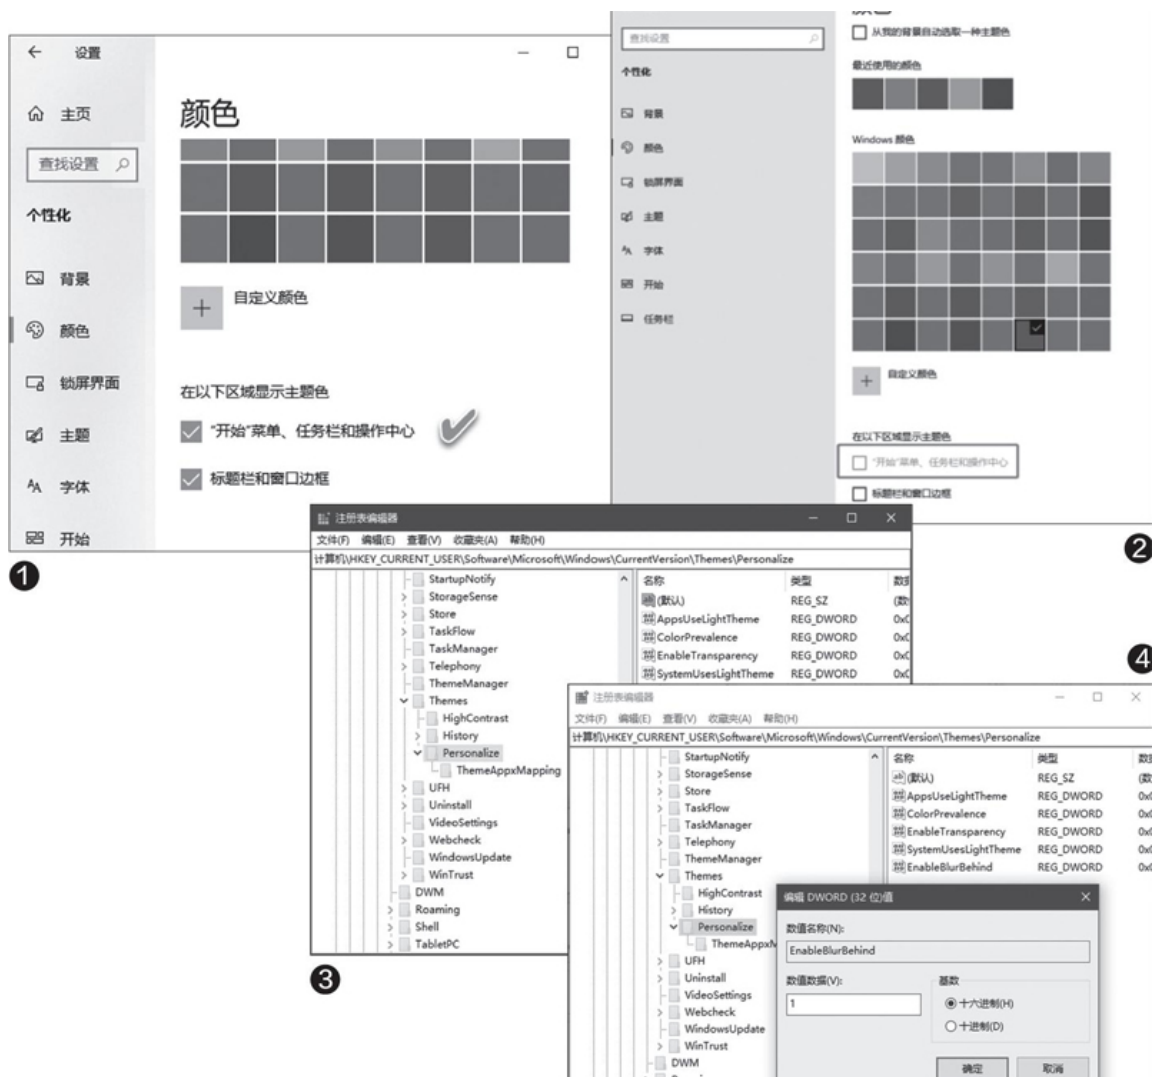 设置
主页
查找设置
个性化
背景
颜色
锁屏界面
主题
字体
开始
颜色
自定义颜色
在以下区域显示主题色
"开始"菜单、任务栏和操作中心
标题栏和窗口边框
1
查找设置
个性化
背景
颜色
锁屏界面
主题
字体
开始
任务栏
从我的背景自动选取一种主题色
最近使用的颜色
Windows 颜色
自定义颜色
在以下区域显示主题色
"开始"菜单、任务栏和操作中心
标题栏和窗口边框
2
注册表编辑器
文件(F) 编辑(E) 查看(V) 收藏夹(A) 帮助(H)
计算机\HKEY_CURRENT_USER\Software\Microsoft\Windows\CurrentVersion\Themes\Personalize
StartupNotify
StorageSense
Store
TaskFlow
TaskManager
Telephony
ThemeManager
Themes
HighContrast
History
Personalize
ThemeAppxMapping
UFH
Uninstall
VideoSettings
Webcheck
WindowsUpdate
WinTrust
DWM
Roaming
Shell
TabletPC
名称 类型
(默认) REG_SZ
AppsUseLightTheme REG_DWORD
ColorPrevalence REG_DWORD
EnableTransparency REG_DWORD
SystemUsesLightTheme REG_DWORD
3
4
注册表编辑器
文件(F) 编辑(E) 查看(V) 收藏夹(A) 帮助(H)
计算机\HKEY_CURRENT_USER\Software\Microsoft\Windows\CurrentVersion\Themes\Personalize
StartupNotify
StorageSense
Store
TaskFlow
TaskManager
Telephony
ThemeManager
Themes
HighContrast
History
Personalize
ThemeAppxM
UFH
Uninstall
VideoSettings
Webcheck
WindowsUpdate
WinTrust
DWM
名称 类型
(默认) REG_SZ
AppsUseLightTheme REG_DWORD
ColorPrevalence REG_DWORD
EnableTransparency REG_DWORD
SystemUsesLightTheme REG_DWORD
EnableBlurBehind REG_DWORD
编辑 DWORD (32 位)值
数值名称(N):
EnableBlurBehind
数值数据(V):
1
基数
十六进制(H)
十进制(D)
确定 取消